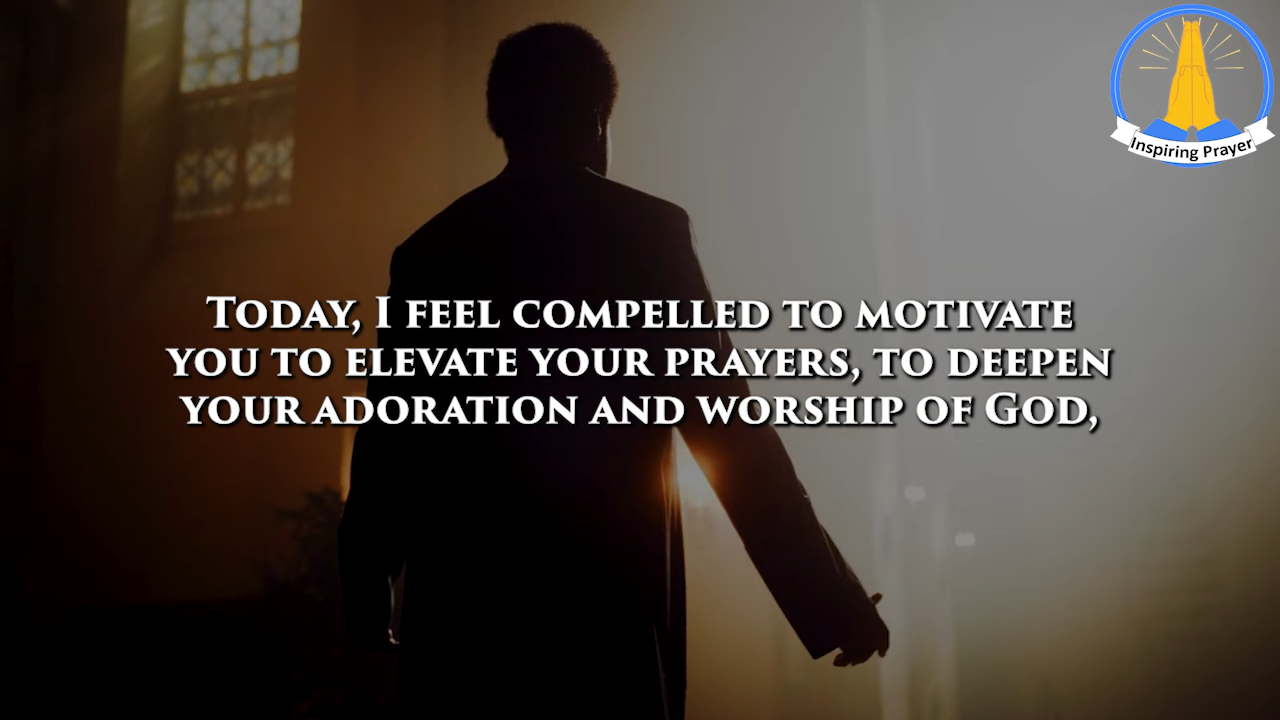 Inspiring Prayer
Today, I feel compelled to motivate
you to elevate your prayers, to deepen
your adoration and worship of God,